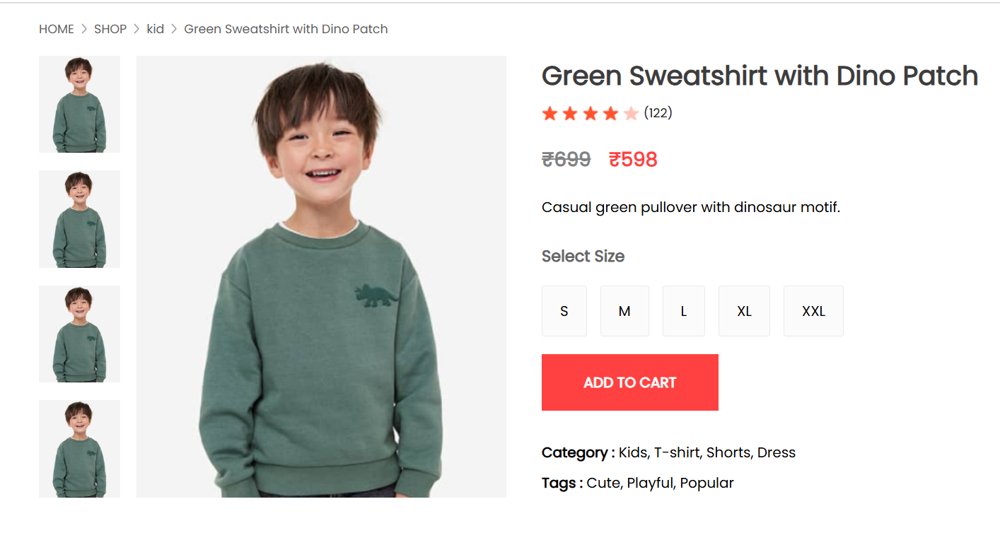 HOME > SHOP > kid > Green Sweatshirt with Dino Patch
Green Sweatshirt with Dino Patch
(122)
₹699 ₹598
Casual green pullover with dinosaur motif.
Select Size
S M L XL XXL
ADD TO CART
Category : Kids, T-shirt, Shorts, Dress
Tags : Cute, Playful, Popular